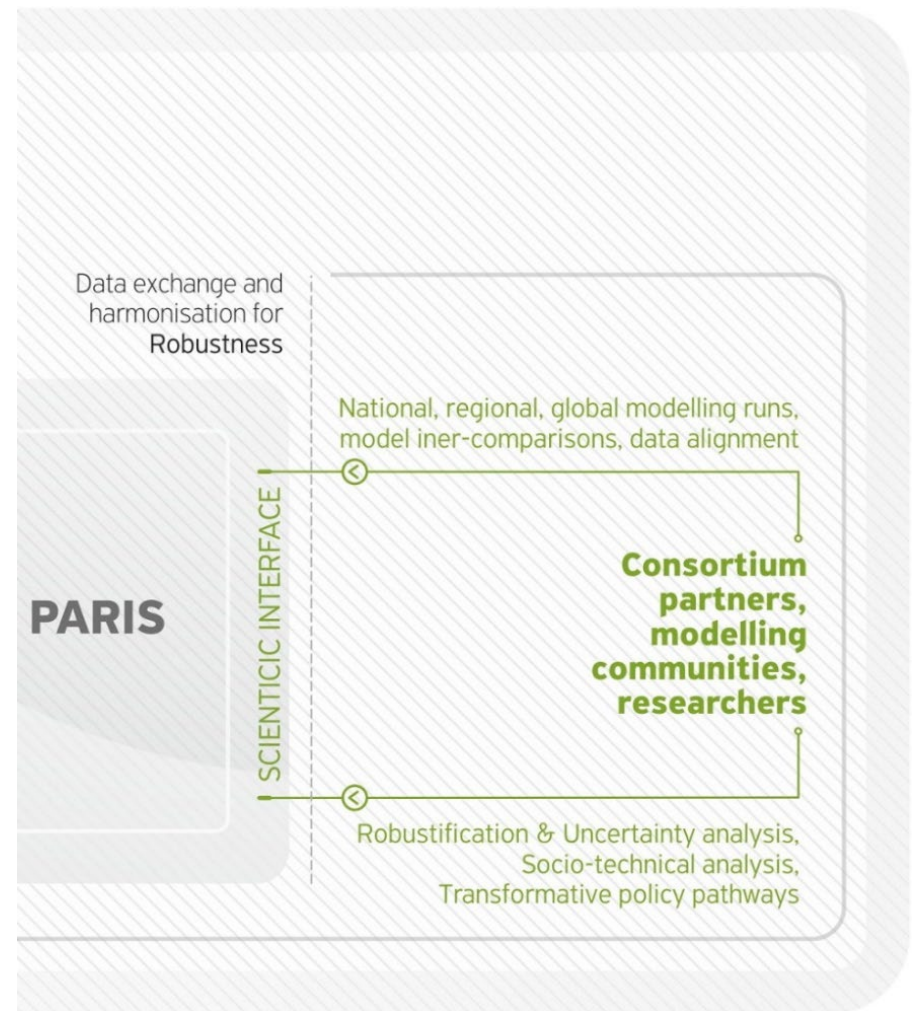 Data exchange and
harmonisation for
Robustness
National, regional, global modelling runs,
model iner-comparisons, data alignment
SCIENTICIC INTERFACE
PARIS
Consortium
partners,
modelling
communities,
researchers
Robustification & Uncertainty analysis,
Socio-technical analysis,
Transformative policy pathways